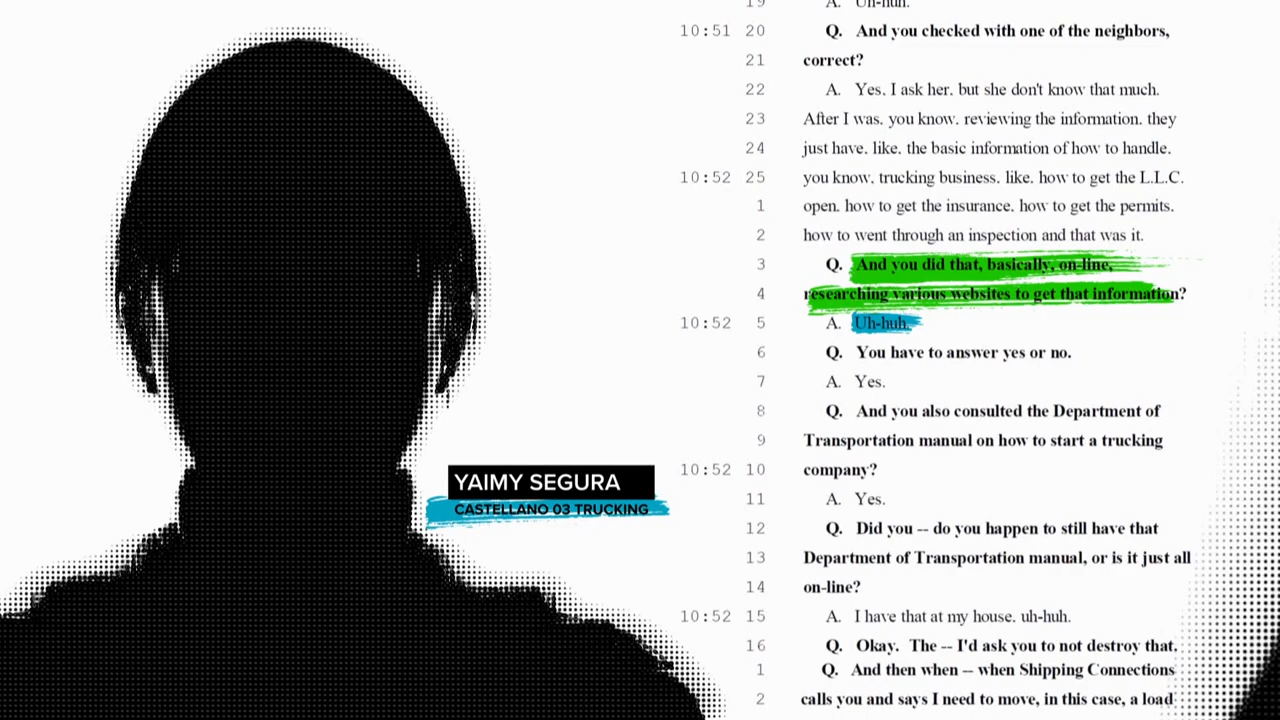 19 A. Uh-huh.
10:51 20 Q. And you checked with one of the neighbors,
21 correct?
22 A. Yes. I ask her. but she don't know that much.
23 After I was. you know. reviewing the information. they
24 just have. like. the basic information of how to handle.
10:52 25 you know. trucking business. like. how to get the L.L.C.
1 open. how to get the insurance. how to get the permits.
2 how to went through an inspection and that was it.
3 Q. And you did that, basically, on-line,
4 researching various websites to get that information?
10:52 5 A. Uh-huh.
6 Q. You have to answer yes or no.
7 A. Yes.
8 Q. And you also consulted the Department of
9 Transportation manual on how to start a trucking
10:52 10 company?
11 A. Yes.
12 Q. Did you -- do you happen to still have that
13 Department of Transportation manual, or is it just all
14 on-line?
10:52 15 A. I have that at my house. uh-huh.
16 Q. Okay. The -- I'd ask you to not destroy that.
1 Q. And then when -- when Shipping Connections
2 calls you and says I need to move, in this case, a load
YAIMY SEGURA
CASTELLANO 03 TRUCKING